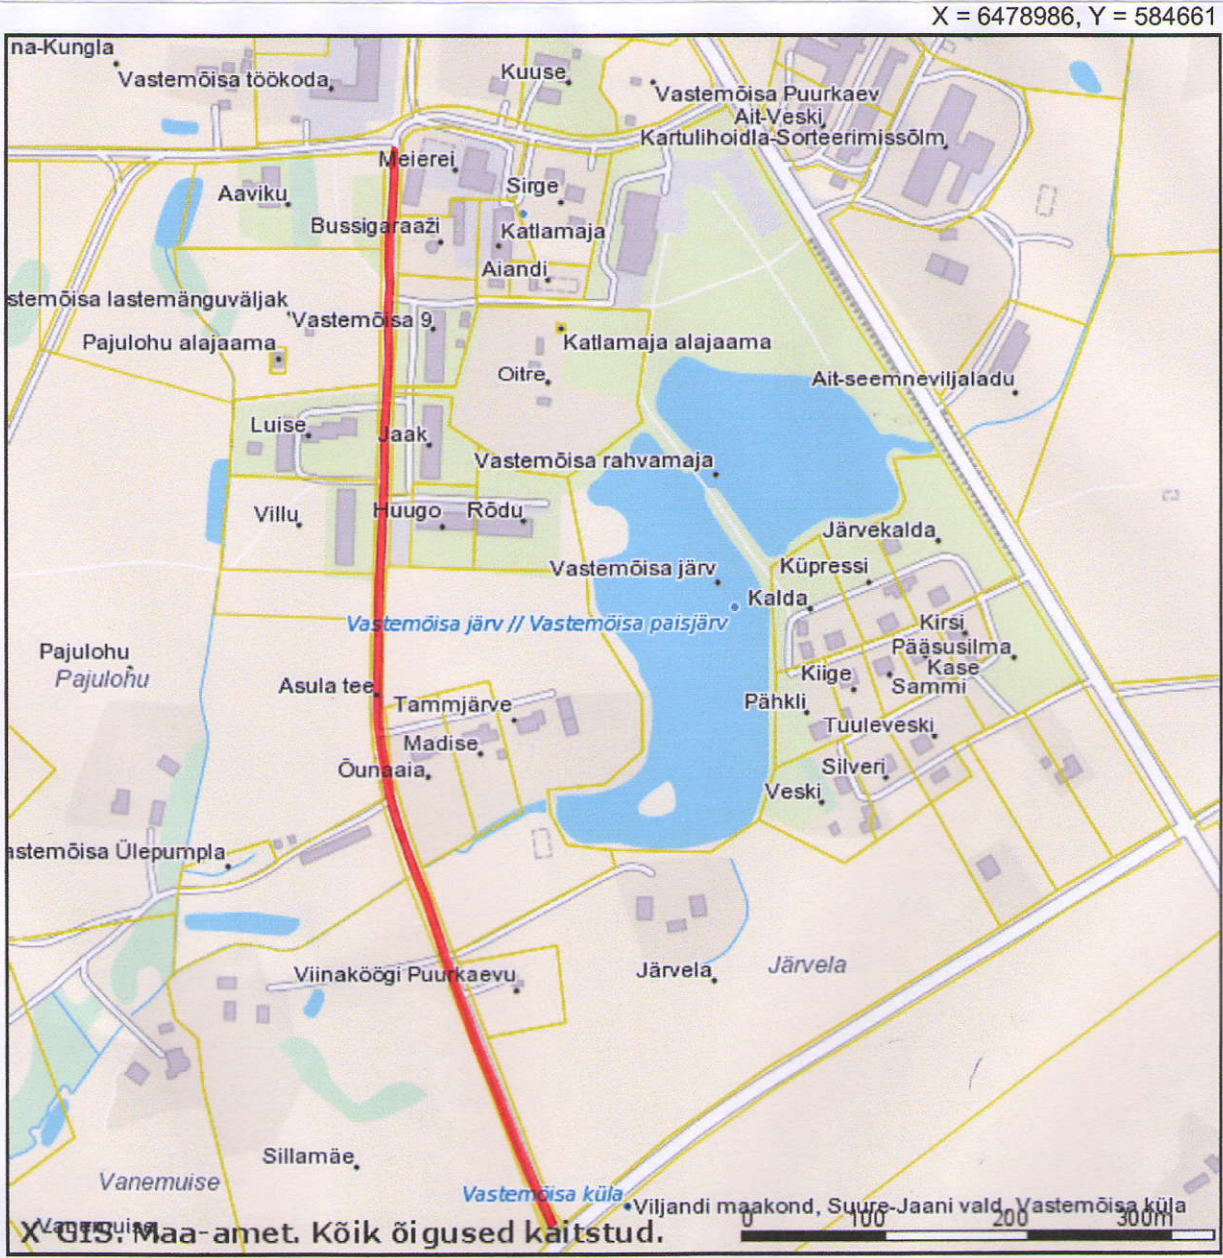 X = 6478986, Y = 584661
na-Kungla
Vastemõisa töökoda
Kuuse
Vastemõisa Puurkaev
Ait-Veski
Kartulihoidla-Sorteerimissõlm
Meierei
Aaviku
Sirge
Bussigaraaži
Katlamaja
Aiandi
stemõisa lastemänguväljak
Vastemõisa 9
Pajulohu alajaama
Katlamaja alajaama
Oitre
Ait-seemneviljaladu
Luise
Jaak
Vastemõisa rahvamaja
Villu
Huugo
Rõdu
Järvekalda
Vastemõisa järv
Küpressi
Kalda
Vastemõisa järv // Vastemõisa paisjärv
Kirsi
Pääsusilma
Pajulohu
Pajulohu
Kase
Kiige
Sammi
Asula tee
Tammjärve
Pähkli
Tuuleveski
Madise
Õunaaia
Silveri
Veski
astemõisa Ülepumpla
Viinaköögi Puurkaevu
Järvela
Järvela
Sillamäe
Vanemuise
Vastemõisa küla
Viljandi maakond, Suure-Jaani vald, Vastemõisa küla
Vanemuise
X-GIS. Maa-amet. Kõik õigused kaitstud.
0 100 200 300m